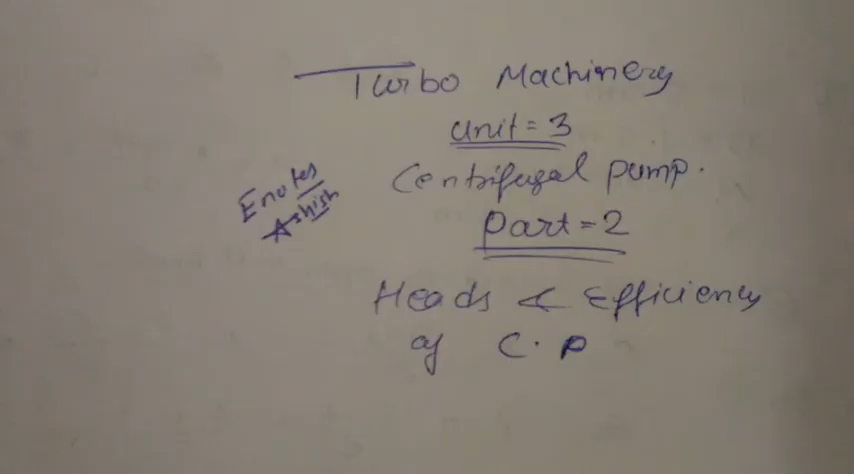 Turbo Machinery
Unit = 3
Centrifugal pump.
Part = 2
Enotes
Ashish
Heads & Efficiency
of C.P